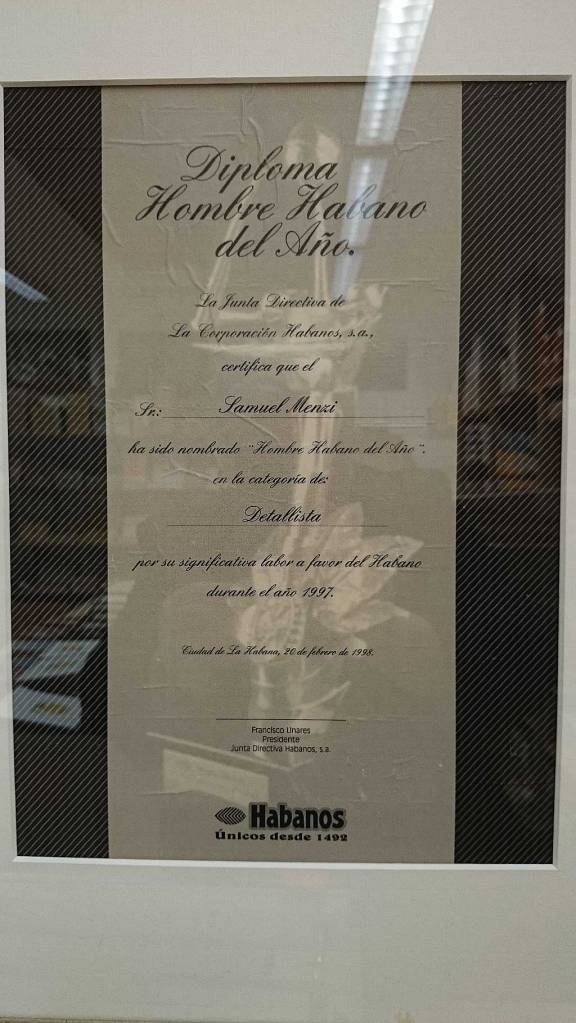 Diploma
Hombre Habano
del Año.
La Junta Directiva de
La Corporación Habanos, s.a.,
certifica que el
Sr.: Samuel Menzi
ha sido nombrado "Hombre Habano del Año".
en la categoría de:
Detallista
por su significativa labor a favor del Habano
durante el año 1997.
Ciudad de La Habana, 20 de febrero de 1998.
Francisco Linares
Presidente
Junta Directiva Habanos, s.a.
Habanos
Únicos desde 1492